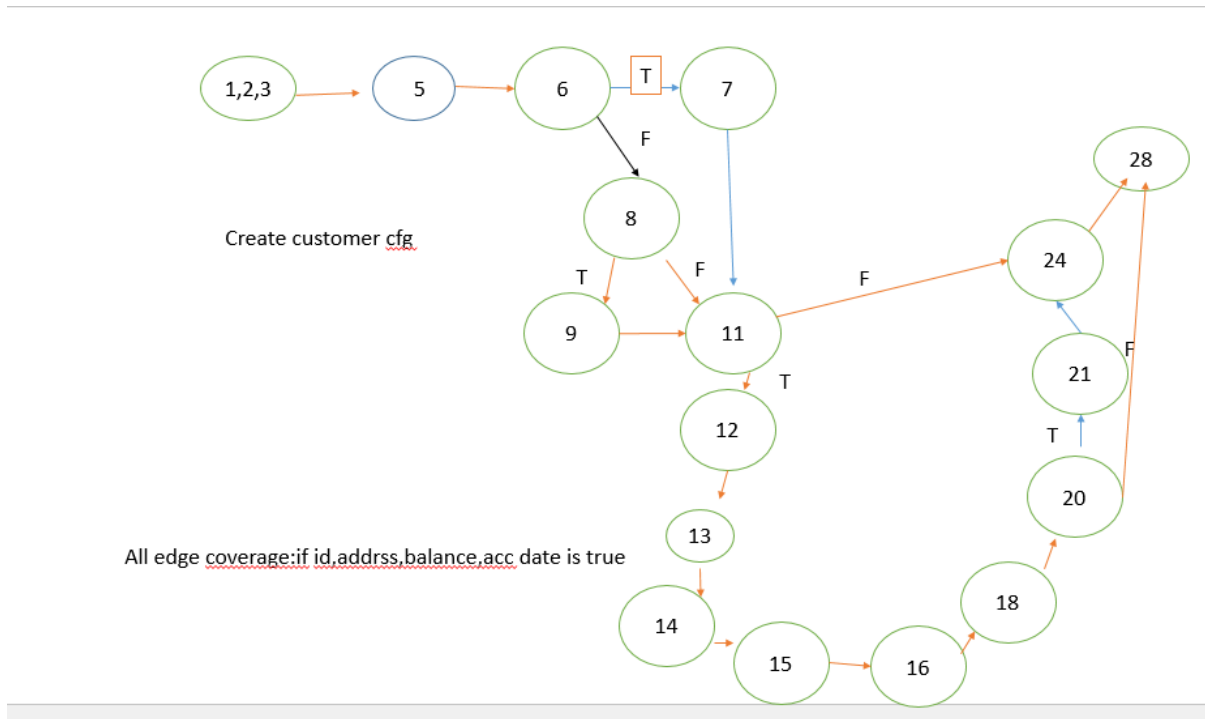 1,2,3
5
6
T
7
F
28
8
Create customer cfg
24
T
F
F
9
11
F
21
T
12
T
20
13
All edge coverage:if id,addrss,balance,acc date is true
18
14
15
16